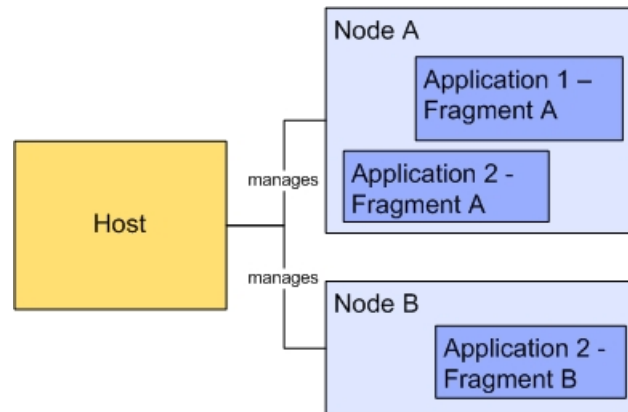 Node A
Application 1 –
Fragment A
manages
Application 2 -
Fragment A
Host
manages
Node B
Application 2 -
Fragment B